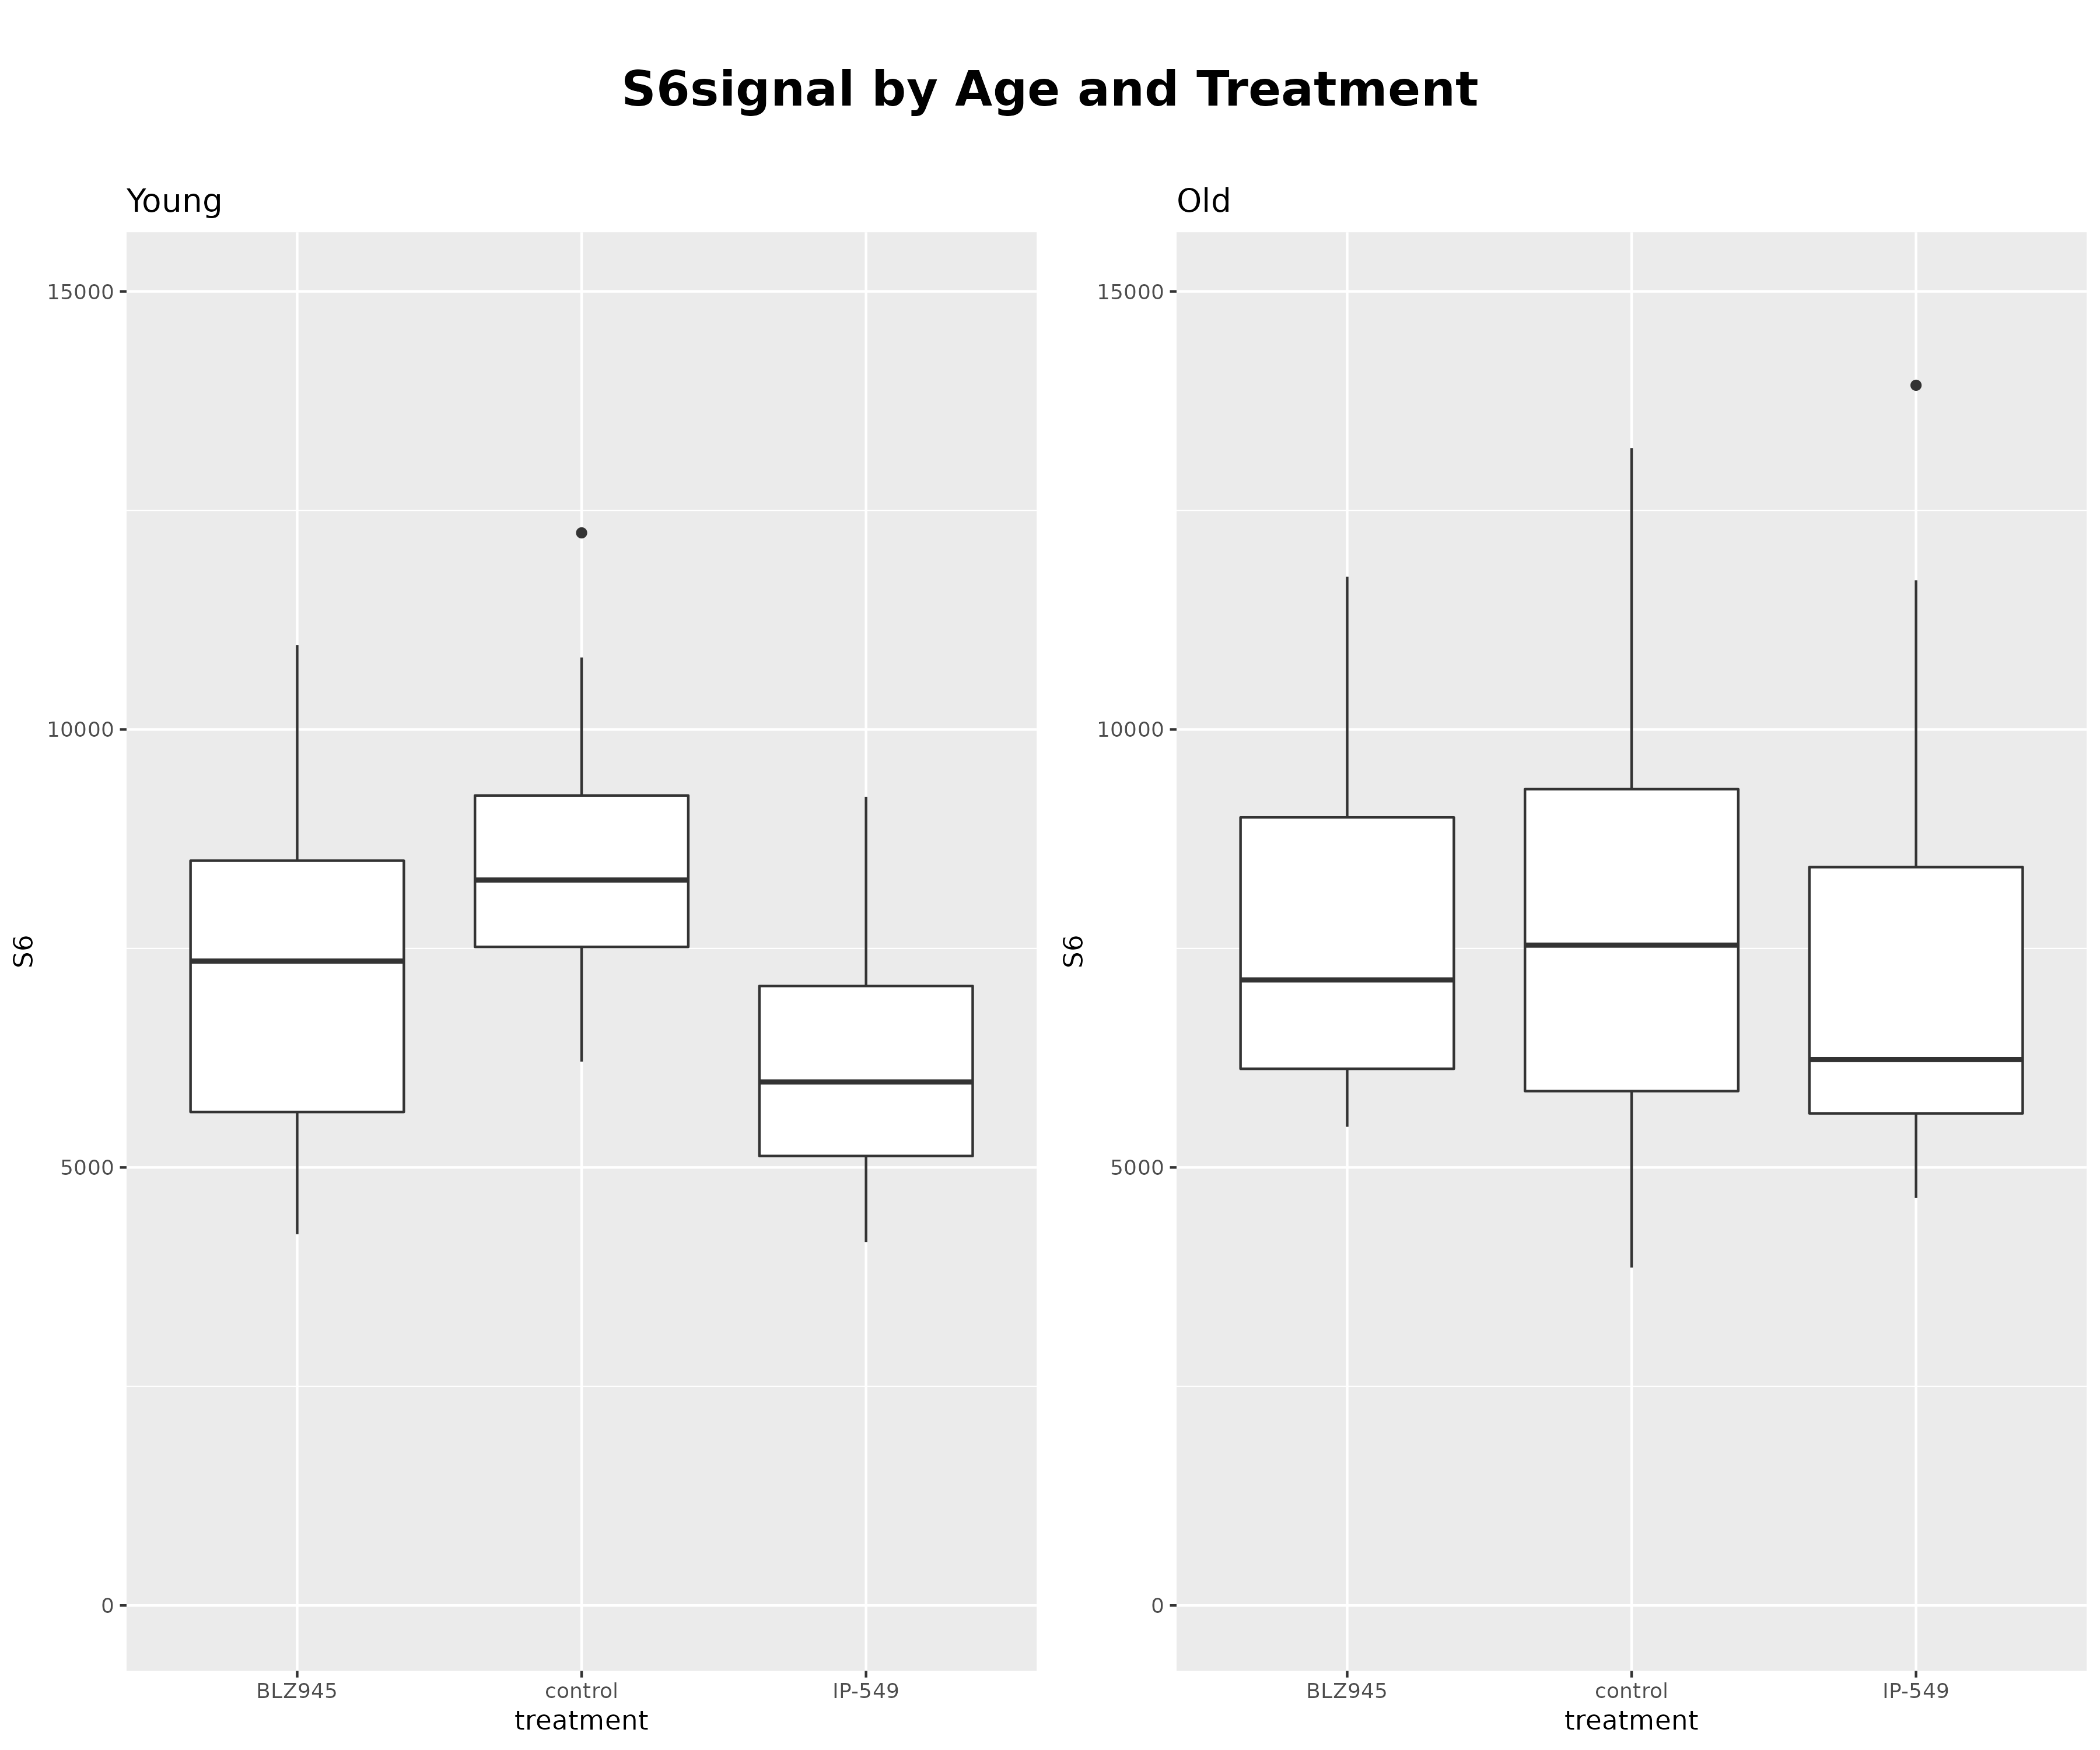 S6signal by Age and Treatment
Young
15000
10000
5000
0
S6
BLZ945 control IP-549
treatment
Old
15000
10000
5000
0
S6
BLZ945 control IP-549
treatment